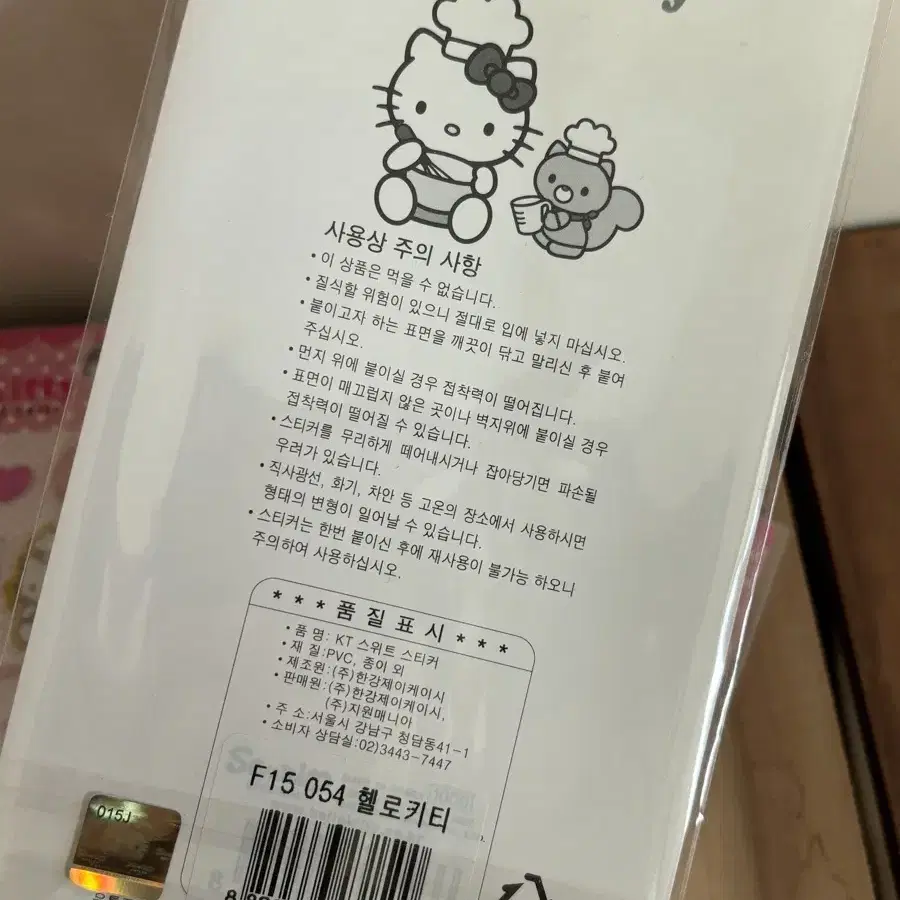 사용상 주의 사항
• 이 상품은 먹을 수 없습니다.
• 질식할 위험이 있으니 절대로 입에 넣지 마십시오.
• 붙이고자 하는 표면을 깨끗이 닦고 말리신 후 붙여
주십시오.
• 먼지 위에 붙이실 경우 접착력이 떨어집니다.
• 표면이 매끄럽지 않은 곳이나 벽지위에 붙이실 경우
접착력이 떨어질 수 있습니다.
• 스티커를 무리하게 떼어내시거나 잡아당기면 파손될
우려가 있습니다.
• 직사광선, 화기, 차안 등 고온의 장소에서 사용하시면
형태의 변형이 일어날 수 있습니다.
• 스티커는 한번 붙이신 후에 재사용이 불가능 하오니
주의하여 사용하십시오.
* * * 품 질 표 시 * * *
• 품 명: KT 스위트 스티커
• 재 질:PVC, 종이 외
• 제조원:(주)한강제이케이시
• 판매원:(주)한강제이케이시,
(주)지원매니아
• 주 소:서울시 강남구 청담동41-1
• 소비자 상담실:02)3443-7447
F15 054 헬로키티
015J